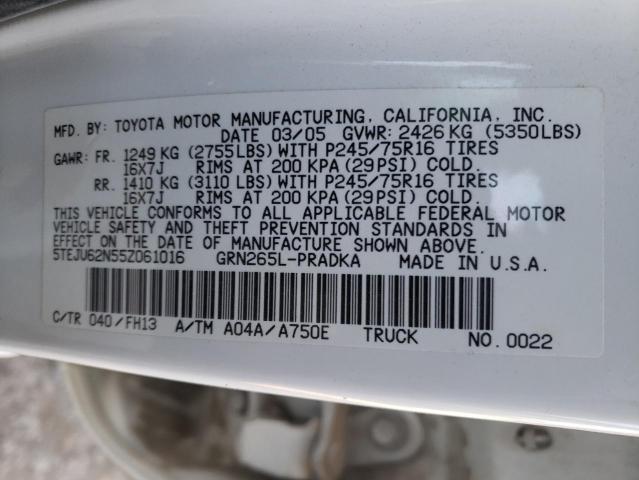 MFD. BY: TOYOTA MOTOR MANUFACTURING, CALIFORNIA, INC.
DATE 03/05 GVWR: 2426 KG (5350LBS)
GAWR: FR. 1249 KG (2755LBS) WITH P245/75R16 TIRES
16X7J RIMS AT 200 KPA (29PSI) COLD.
RR. 1410 KG (3110 LBS) WITH P245/75R16 TIRES
16X7J RIMS AT 200 KPA (29PSI) COLD.
THIS VEHICLE CONFORMS TO ALL APPLICABLE FEDERAL MOTOR
VEHICLE SAFETY AND THEFT PREVENTION STANDARDS IN
EFFECT ON THE DATE OF MANUFACTURE SHOWN ABOVE.
5TEJU62N55Z061016 GRN265L-PRADKA MADE IN U.S.A.
C/TR 040/FH13 A/TM A04A/A750E TRUCK NO. 0022